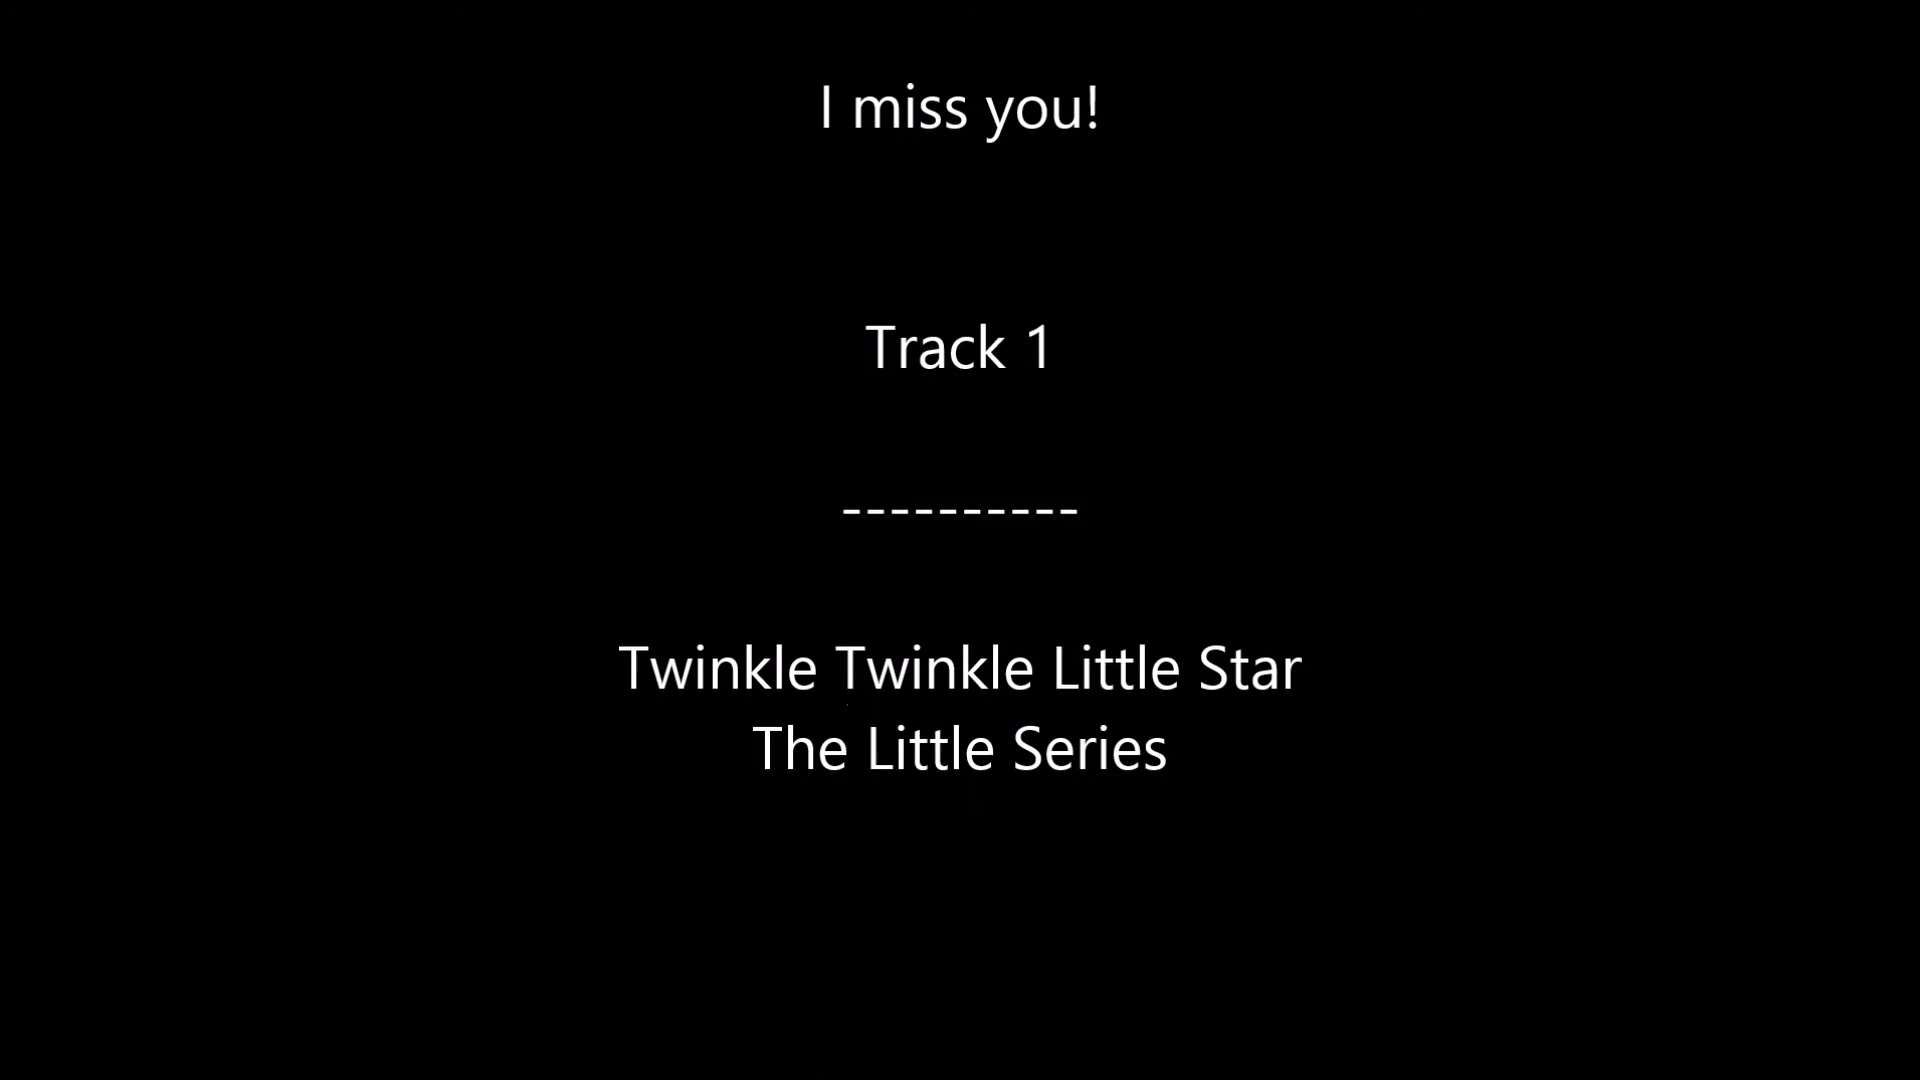 I miss you!
Track 1
----------
Twinkle Twinkle Little Star
The Little Series